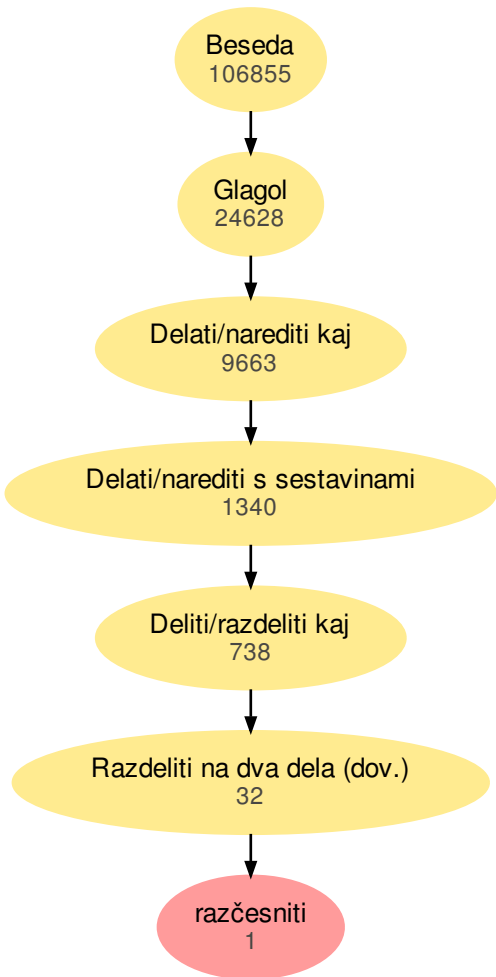 Beseda
106855
Glagol
24628
Delati/narediti kaj
9663
Delati/narediti s sestavinami
1340
Deliti/razdeliti kaj
738
Razdeliti na dva dela (dov.)
32
razčesniti
1